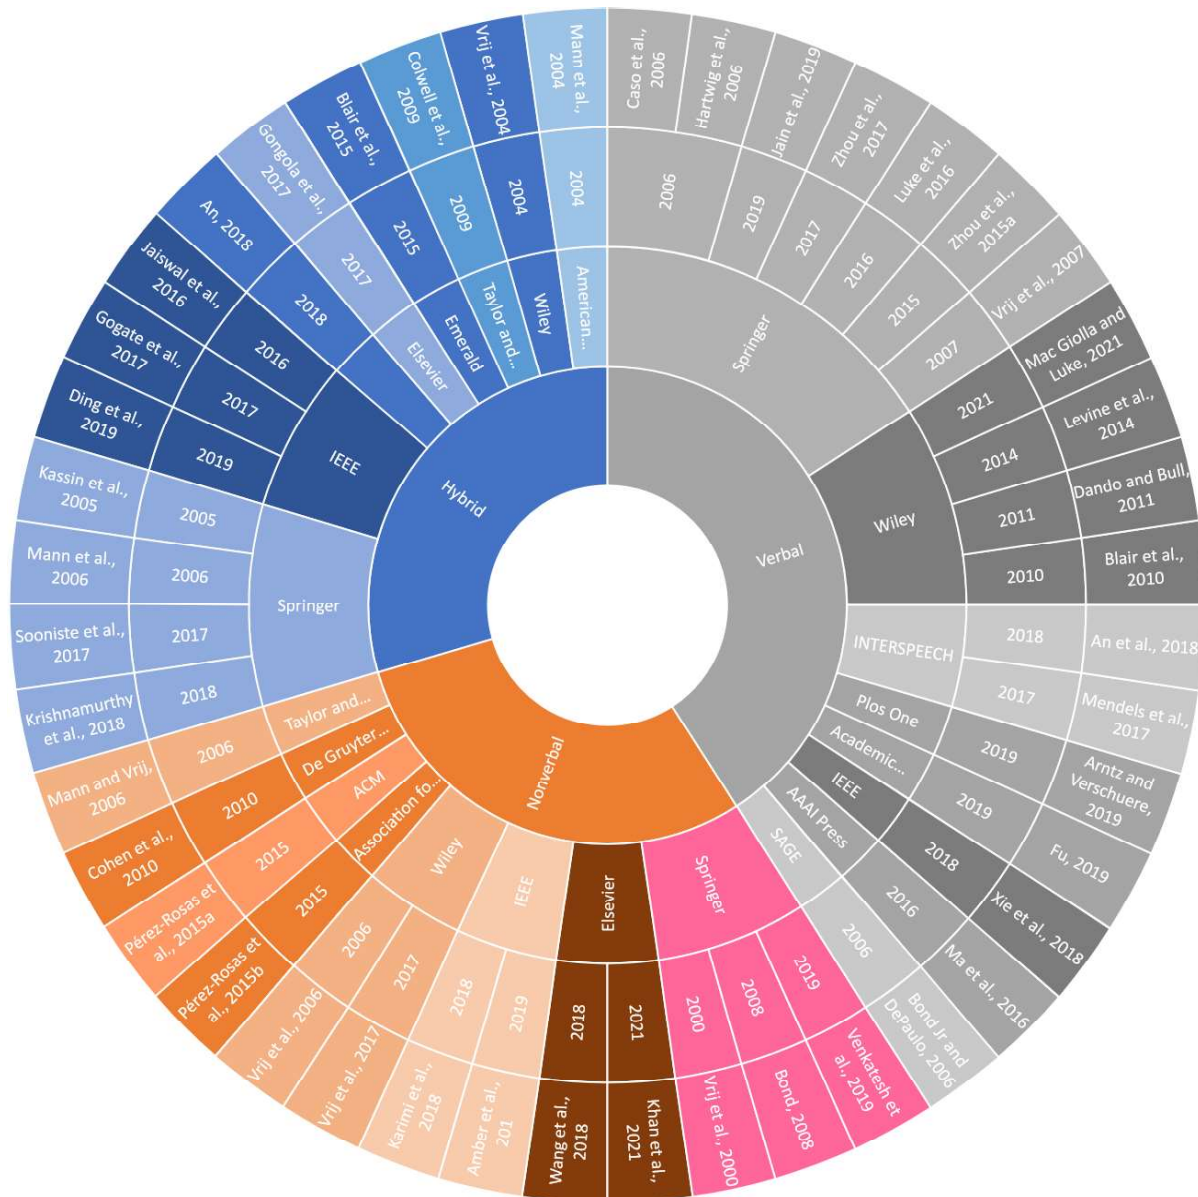 Verbal
Springer
2006
Caso et al.,
2006
Hartwig et al.,
2006
2019
Jain et al., 2019
2017
Zhou et al.,
2017
2016
Luke et al.,
2016
2015
Zhou et al.,
2015a
2007
Vrij et al., 2007
Wiley
2021
Mac Giolla and
Luke, 2021
2014
Levine et al.,
2014
2011
Dando and Bull,
2011
2010
Blair et al.,
2010
INTERSPEECH
2018
An et al., 2018
2017
Mendels et al.,
2017
Plos One
2019
Arntz and
Verschuere,
2019
Academic...
2019
Fu, 2019
IEEE
2018
Xie et al., 2018
AAAI Press
2016
Ma et al., 2016
SAGE
2006
Bond Jr and
DePaulo, 2006
Nonverbal
Springer
2019
Venkatesh et
al., 2019
2008
Bond, 2008
2000
Vrij et al., 2000
Elsevier
2021
Khan et al.,
2021
2018
Wang et al.,
2018
IEEE
2019
Amber et al.,
201
2018
Karimi et al.,
2018
Wiley
2017
Vrij et al., 2017
2006
Vrij et al., 2006
Association fo...
2015
Pérez-Rosas et
al., 2015b
ACM
2015
Pérez-Rosas et
al., 2015a
De Gruyter...
2010
Cohen et al.,
2010
Taylor and...
2006
Mann and Vrij,
2006
Hybrid
Springer
2018
Krishnamurthy
et al., 2018
2017
Sooniste et al.,
2017
2006
Mann et al.,
2006
2005
Kassin et al.,
2005
IEEE
2019
Ding et al.,
2019
2017
Gogate et al.,
2017
2016
Jaiswal et al.,
2016
2018
An, 2018
Elsevier
2017
Gongola et al.,
2017
Emerald
2015
Blair et al.,
2015
Taylor and...
2009
Colwell et al.,
2009
Wiley
2004
Vrij et al., 2004
American...
2004
Mann et al.,
2004